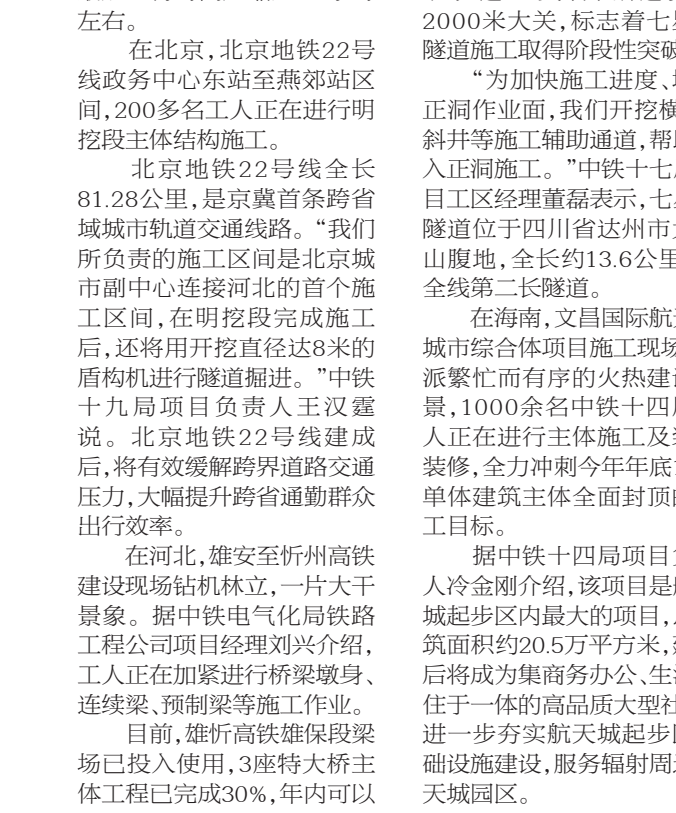 左右。
在北京,北京地铁22号
线政务中心东站至燕郊站区
间,200多名工人正在进行明
挖段主体结构施工。
北京地铁22号线全长
81.28公里,是京冀首条跨省
域城市轨道交通线路。“我们
所负责的施工区间是北京城
市副中心连接河北的首个施
工区间,在明挖段完成施工
后,还将用开挖直径达8米的
盾构机进行隧道掘进。”中铁
十九局项目负责人王汉霆
说。北京地铁22号线建成
后,将有效缓解跨界道路交通
压力,大幅提升跨省通勤群众
出行效率。
在河北,雄安至忻州高铁
建设现场钻机林立,一片大干
景象。据中铁电气化局铁路
工程公司项目经理刘兴介绍,
工人正在加紧进行桥梁墩身、
连续梁、预制梁等施工作业。
目前,雄忻高铁雄保段梁
场已投入使用,3座特大桥主
体工程已完成30%,年内可以
2000米大关,标志着七
隧道施工取得阶段性突破
“为加快施工进度、
正洞作业面,我们开挖
斜井等施工辅助通道,帮
入正洞施工。”中铁十七
目工区经理董磊表示,七
隧道位于四川省达州市
山腹地,全长约13.6公里
全线第二长隧道。
在海南,文昌国际航
城市综合体项目施工现场
派繁忙而有序的火热建
景,1000余名中铁十四
人正在进行主体施工及
装修,全力冲刺今年年底
单体建筑主体全面封顶
工目标。
据中铁十四局项目
人冷金刚介绍,该项目是
城起步区内最大的项目,
筑面积约20.5万平方米,
后将成为集商务办公、生
住于一体的高品质大型社
进一步夯实航天城起步
础设施建设,服务辐射周
天城园区。